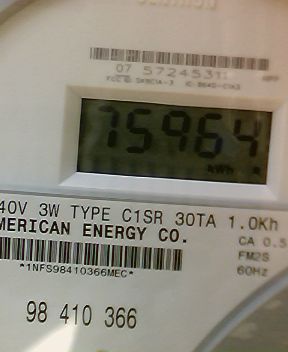 07 5724531
75964
kWh
40V 3W TYPE C1SR 30TA 1.0Kh
MERICAN ENERGY CO.
CA 0.5
FM2S
60Hz
*1NFS98410366MEC*
98 410 366